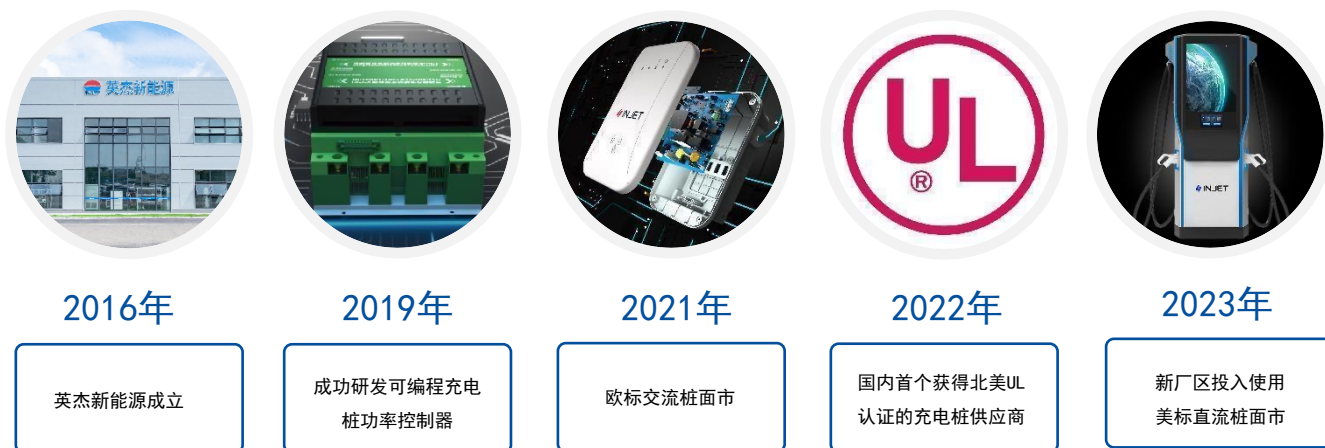 英杰新能源
INJET
UL
®
INJET
2016年
2019年
2021年
2022年
2023年
英杰新能源成立
成功研发可编程充电
桩功率控制器
欧标交流桩面市
国内首个获得北美UL
认证的充电桩供应商
新厂区投入使用
美标直流桩面市